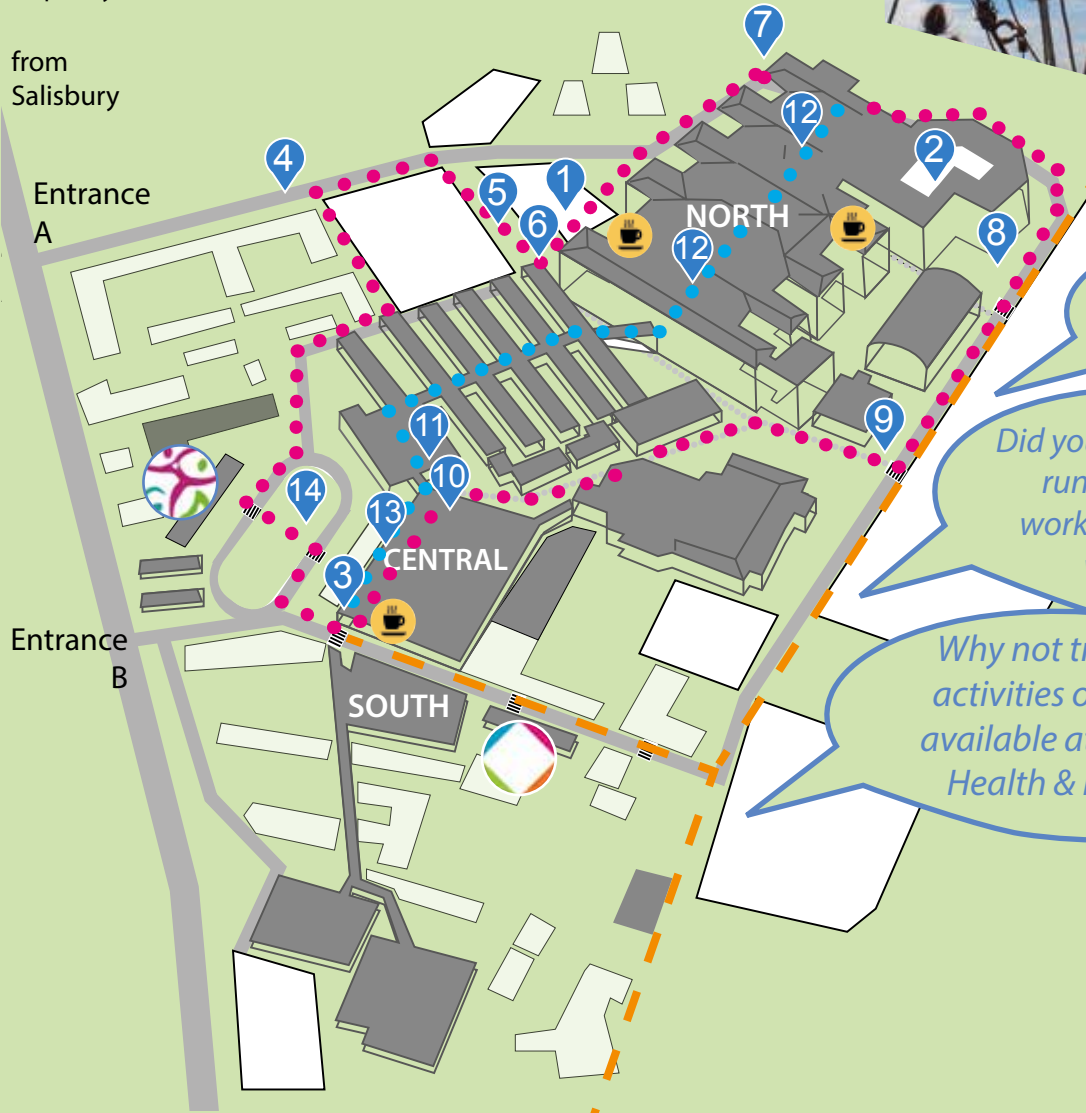 from
Salisbury
Entrance
A
7
12
4
2
5
1
6
NORTH
12
8
9
Did you
run
work
11
10
14
13
CENTRAL
3
Entrance
B
SOUTH
Why not
activities
available
Health &